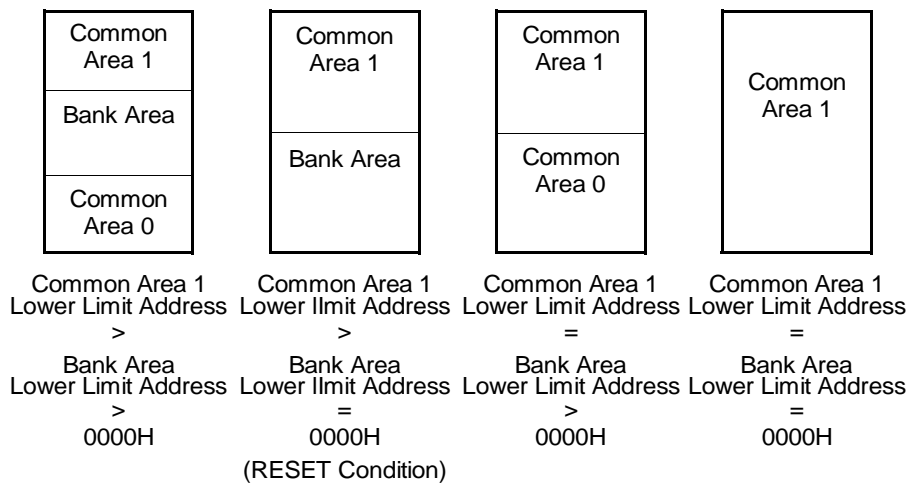 Common
Area 1
Bank Area
Common
Area 0
Common Area 1
Lower Limit Address
>
Bank Area
Lower Limit Address
>
0000H
Common
Area 1
Bank Area
Common Area 1
Lower IImit Address
>
Bank Area
Lower IImit Address
=
0000H
(RESET Condition)
Common
Area 1
Common
Area 0
Common Area 1
Lower Limit Address
=
Bank Area
Lower Limit Address
>
0000H
Common
Area 1
Common Area 1
Lower Limit Address
=
Bank Area
Lower Limit Address
=
0000H